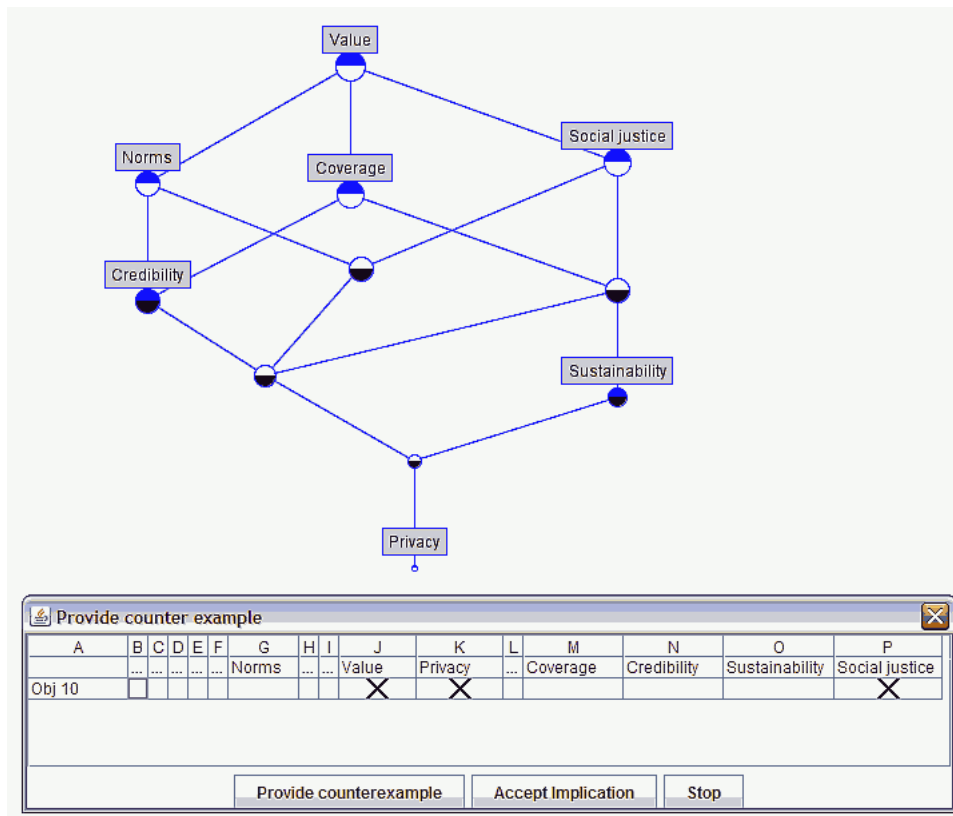 Value
Social justice
Norms
Coverage
Credibility
Sustainability
Privacy
Provide counter example
A B C D E F G H I J K L M N O P
... ... ... ... ... Norms ... ... Value Privacy ... Coverage Credibility Sustainability Social justice
Obj 10
Provide counterexample Accept Implication Stop